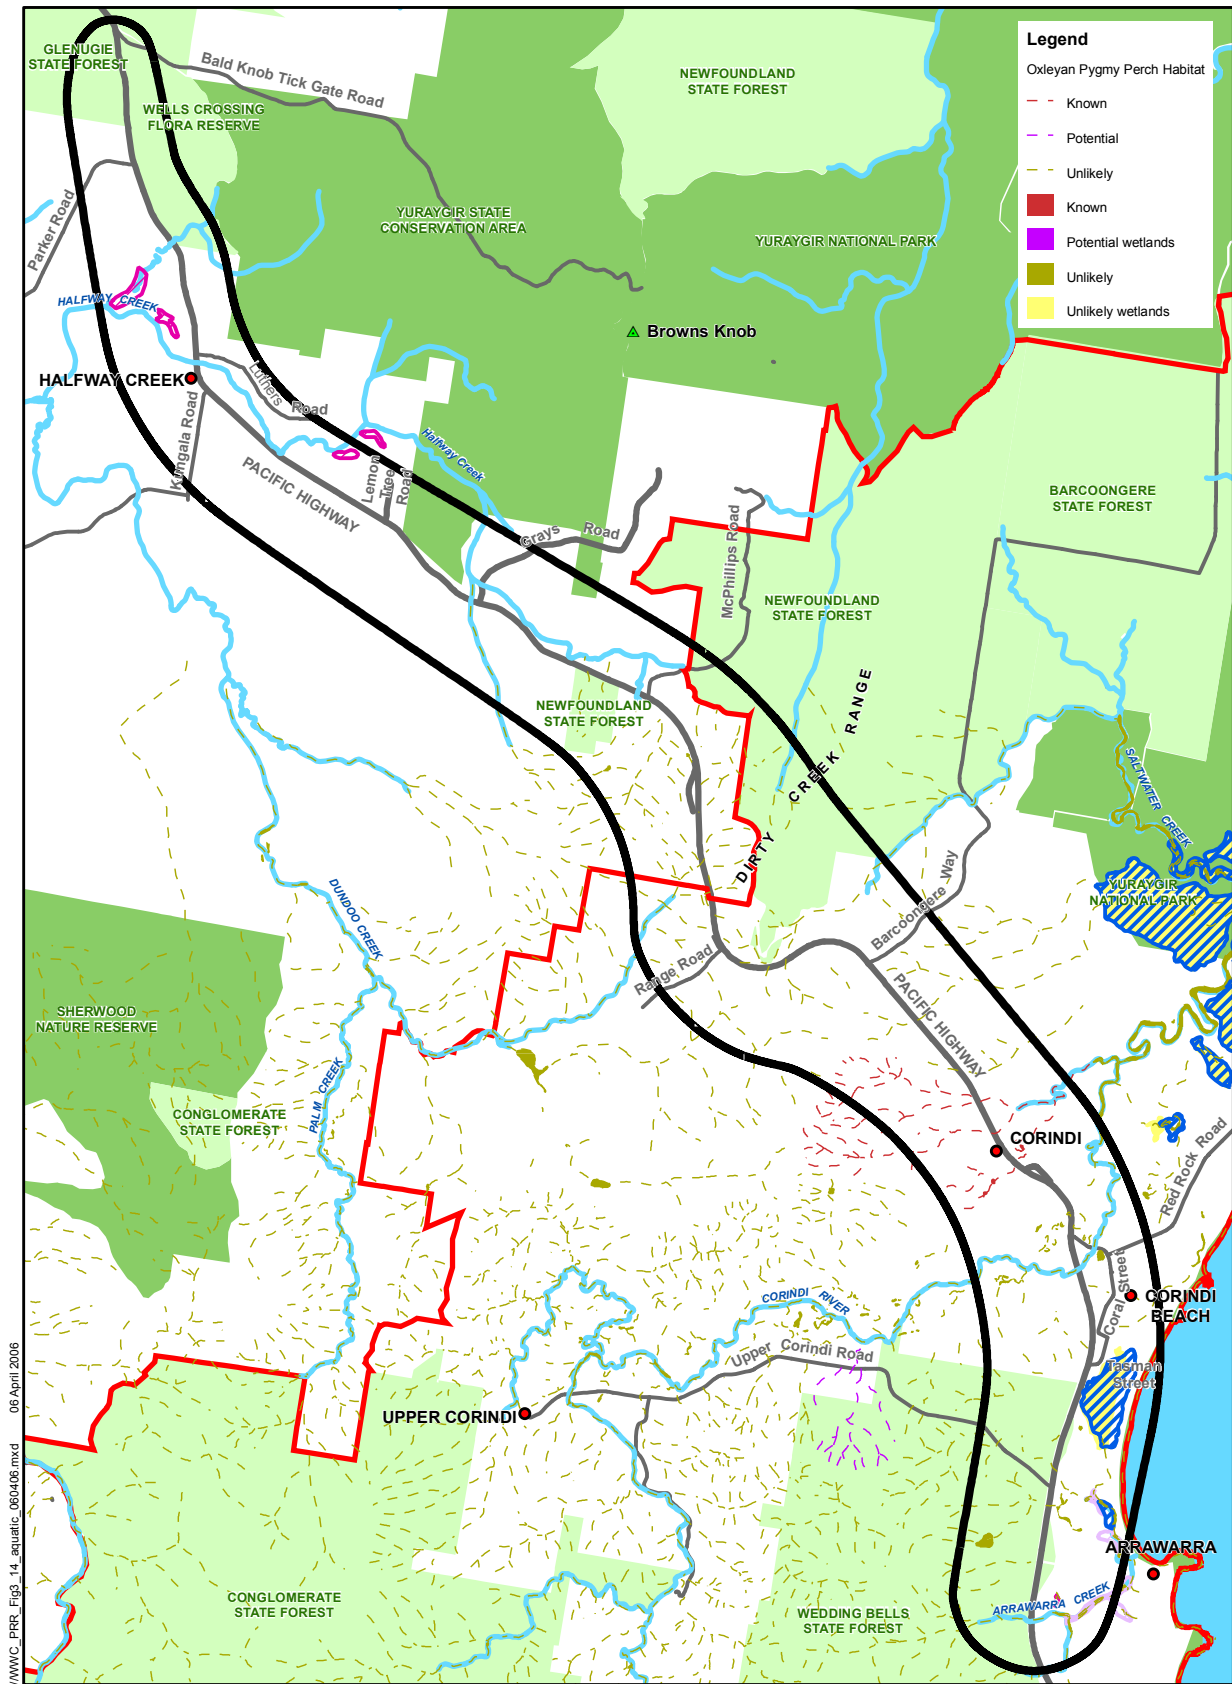 Legend
Oxleyan Pygmy Perch Habitat
Known
Potential
Unlikely
Known
Potential wetlands
Unlikely
Unlikely wetlands
GLENUGIE
STATE FOREST
Bald Knob Tick Gate Road
WELLS CROSSING
FLORA RESERVE
NEWFOUNDLAND
STATE FOREST
Parker Road
YURAYGIR STATE
CONSERVATION AREA
YURAYGIR NATIONAL PARK
HALFWAY CREEK
Browns Knob
HALFWAY CREEK
Luthers
Road
Kungala Road
PACIFIC HIGHWAY
Lemon
Tree
Road
Halfway Creek
Grays Road
McPhillips Road
BARCOONGERE
STATE FOREST
NEWFOUNDLAND
STATE FOREST
NEWFOUNDLAND
STATE FOREST
DIRTY CREEK RANGE
SALTWATER CREEK
YURAYGIR
NATIONAL PARK
Barcoongere Way
DUNDOO CREEK
Range Road
PACIFIC HIGHWAY
SHERWOOD
NATURE RESERVE
PALM CREEK
CONGLOMERATE
STATE FOREST
CORINDI
Red Rock Road
CORINDI RIVER
Coral Street
CORINDI
BEACH
Upper Corindi Road
Tasman
Street
UPPER CORINDI
ARRAWARRA
ARRAWARRA CREEK
CONGLOMERATE
STATE FOREST
WEDDING BELLS
STATE FOREST
/WWC_PRR_Fig3_14_aquatic_060406.mxd 06 April 2006